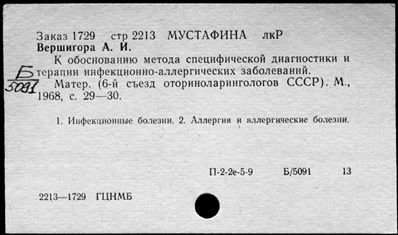 Заказ 1729 стр 2213 МУСТАФИНА лкР
Вершигора А. И.
К обоснованию метода специфической диагностики и
терапии инфекционно-аллергических заболеваний.
Б
5091
Матер. (6-й съезд оториноларингологов СССР). М.,
1968, с. 29—30.
1. Инфекционные болезни. 2. Аллергия и аллергические болезни.
П-2-2е-5-9 Б/5091 13
2213—1729 ГЦНМБ